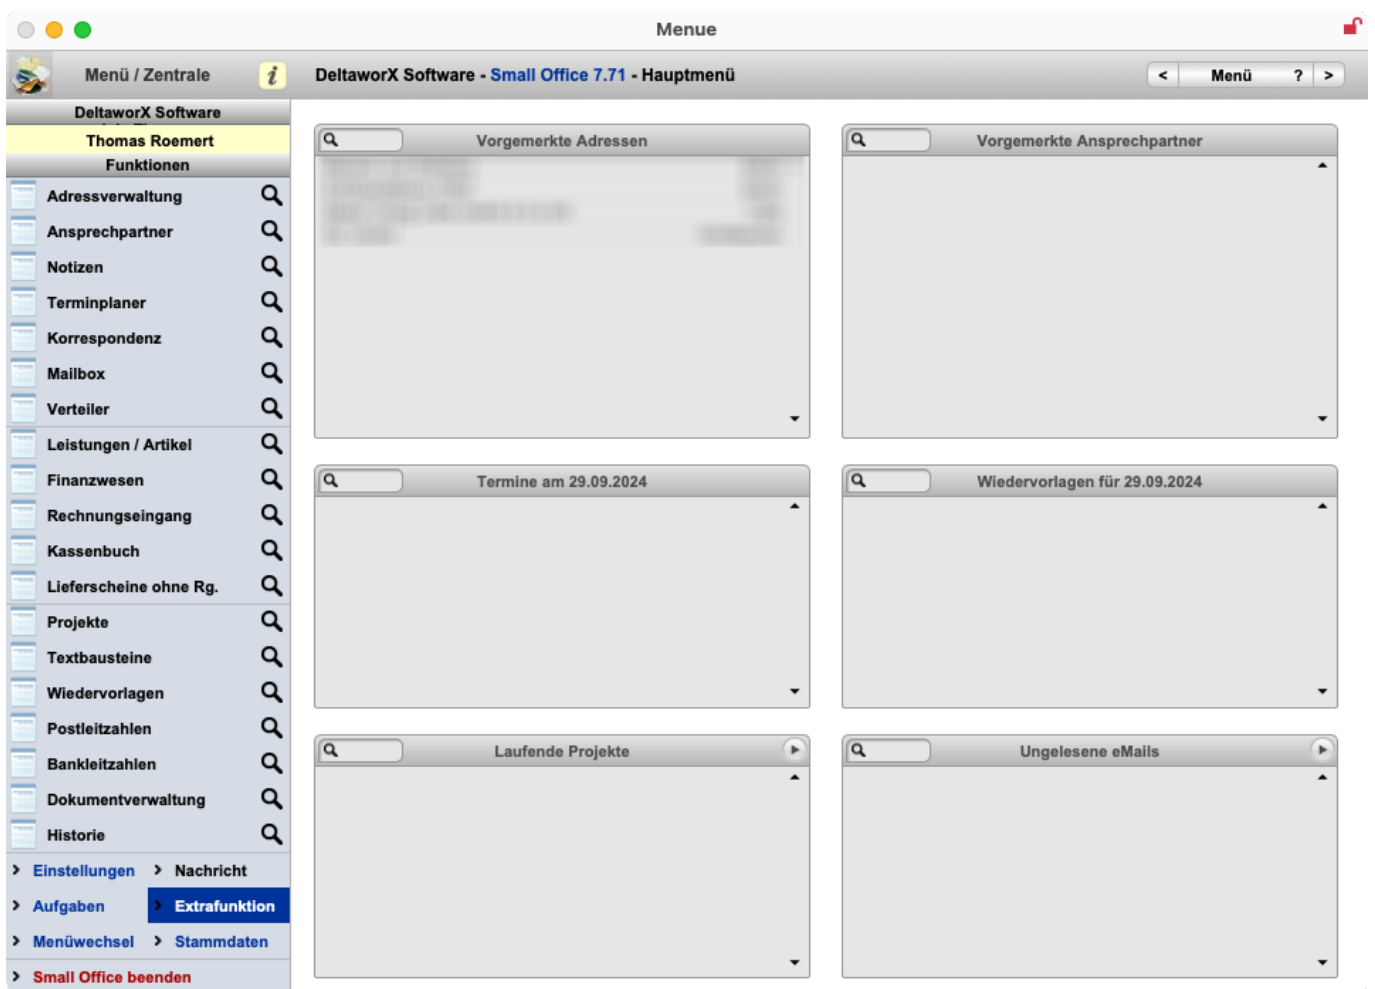 Menue
Menü / Zentrale
i
DeltaworX Software - Small Office 7.71 - Hauptmenü
< Menü ? >
DeltaworX Software
Thomas Roemert
Funktionen
Adressverwaltung
Ansprechpartner
Notizen
Terminplaner
Korrespondenz
Mailbox
Verteiler
Leistungen / Artikel
Finanzwesen
Rechnungseingang
Kassenbuch
Lieferscheine ohne Rg.
Projekte
Textbausteine
Wiedervorlagen
Postleitzahlen
Bankleitzahlen
Dokumentverwaltung
Historie
> Einstellungen > Nachricht
> Aufgaben > Extrafunktion
> Menüwechsel > Stammdaten
> Small Office beenden
Vorgemerkte Adressen
Vorgemerkte Ansprechpartner
Termine am 29.09.2024
Wiedervorlagen für 29.09.2024
Laufende Projekte
Ungelesene eMails